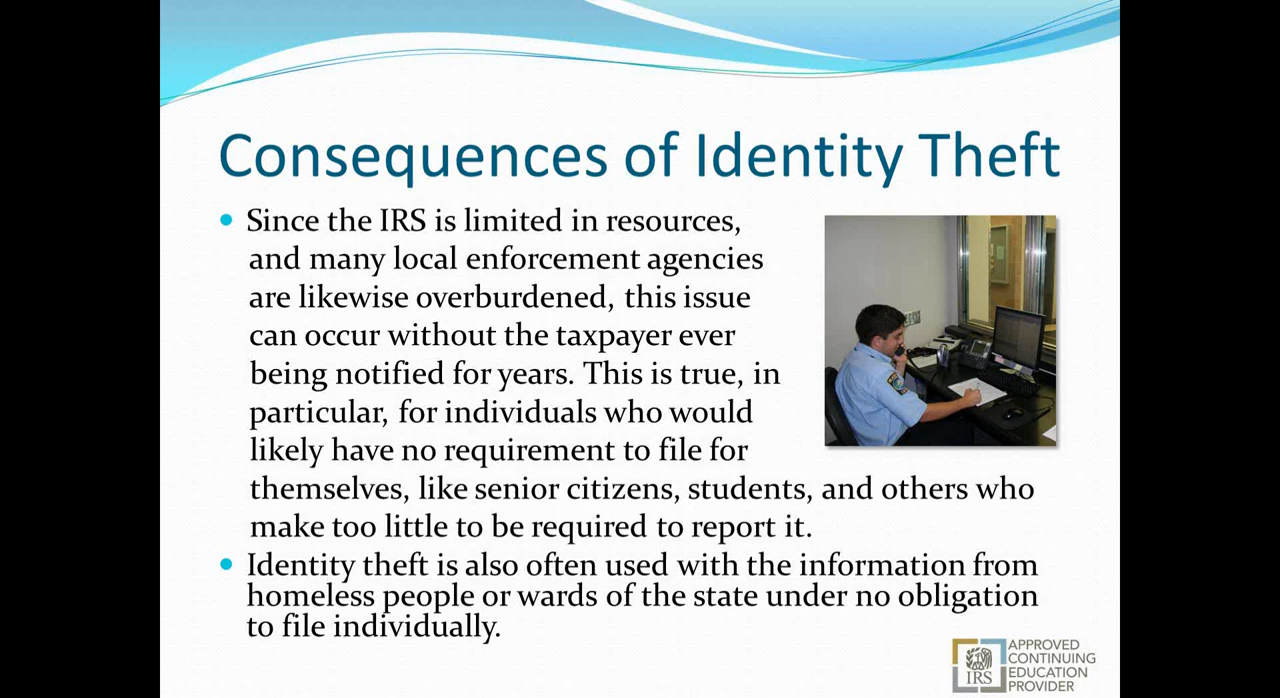 Consequences of Identity Theft
Since the IRS is limited in resources,
and many local enforcement agencies
are likewise overburdened, this issue
can occur without the taxpayer ever
being notified for years. This is true, in
particular, for individuals who would
likely have no requirement to file for
themselves, like senior citizens, students, and others who
make too little to be required to report it.
Identity theft is also often used with the information from
homeless people or wards of the state under no obligation
to file individually.
IRS
APPROVED
CONTINUING
EDUCATION
PROVIDER